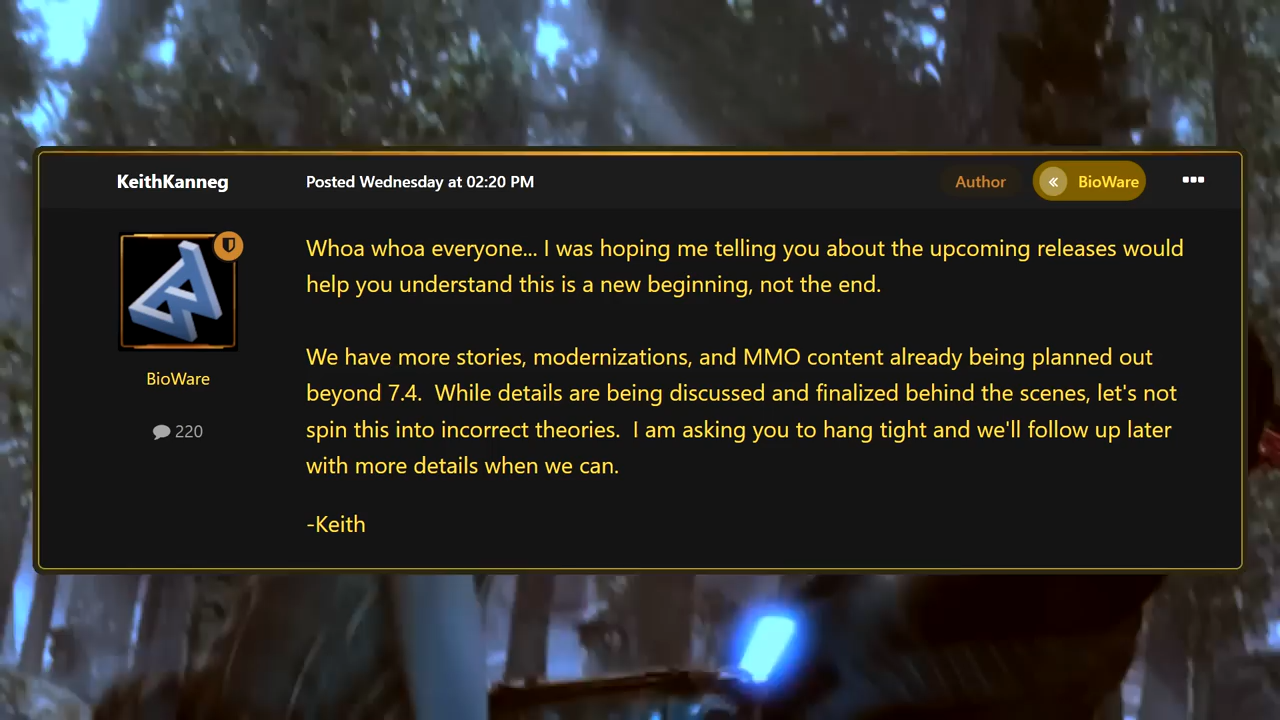 KeithKanneg
Posted Wednesday at 02:20 PM
Author
« BioWare
Whoa whoa everyone... I was hoping me telling you about the upcoming releases would
help you understand this is a new beginning, not the end.
We have more stories, modernizations, and MMO content already being planned out
beyond 7.4.  While details are being discussed and finalized behind the scenes, let's not
spin this into incorrect theories.  I am asking you to hang tight and we'll follow up later
with more details when we can.
-Keith
BioWare
220